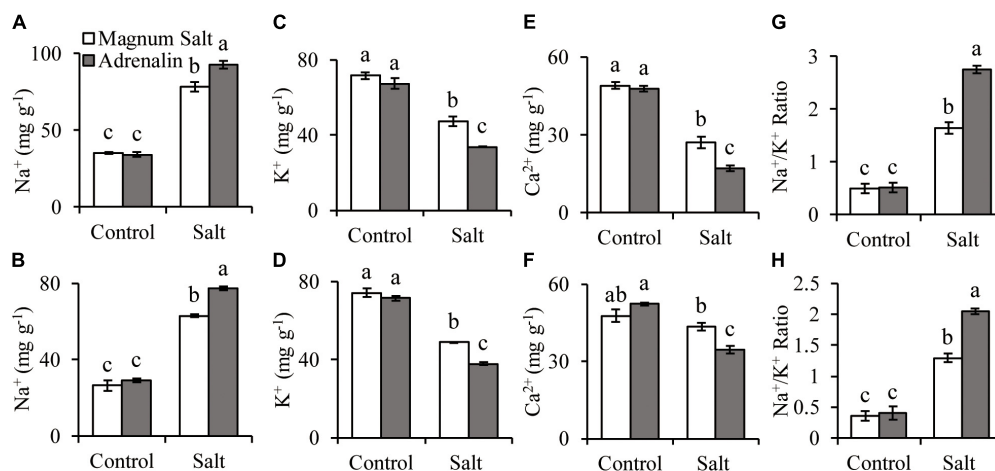 A
Magnum Salt
Adrenalin
Na⁺ (mg g⁻¹)
100
50
0
c c b a
Control Salt
C
K⁺ (mg g⁻¹)
80
40
0
a a b c
Control Salt
E
Ca²⁺ (mg g⁻¹)
60
30
0
a a b c
Control Salt
G
Na⁺/K⁺ Ratio
3
2
1
0
c c b a
Control Salt
B
Na⁺ (mg g⁻¹)
80
40
0
c c b a
Control Salt
D
K⁺ (mg g⁻¹)
80
40
0
a a b c
Control Salt
F
Ca²⁺ (mg g⁻¹)
60
30
0
ab a b c
Control Salt
H
Na⁺/K⁺ Ratio
2.5
2
1.5
1
0.5
0
c c b a
Control Salt